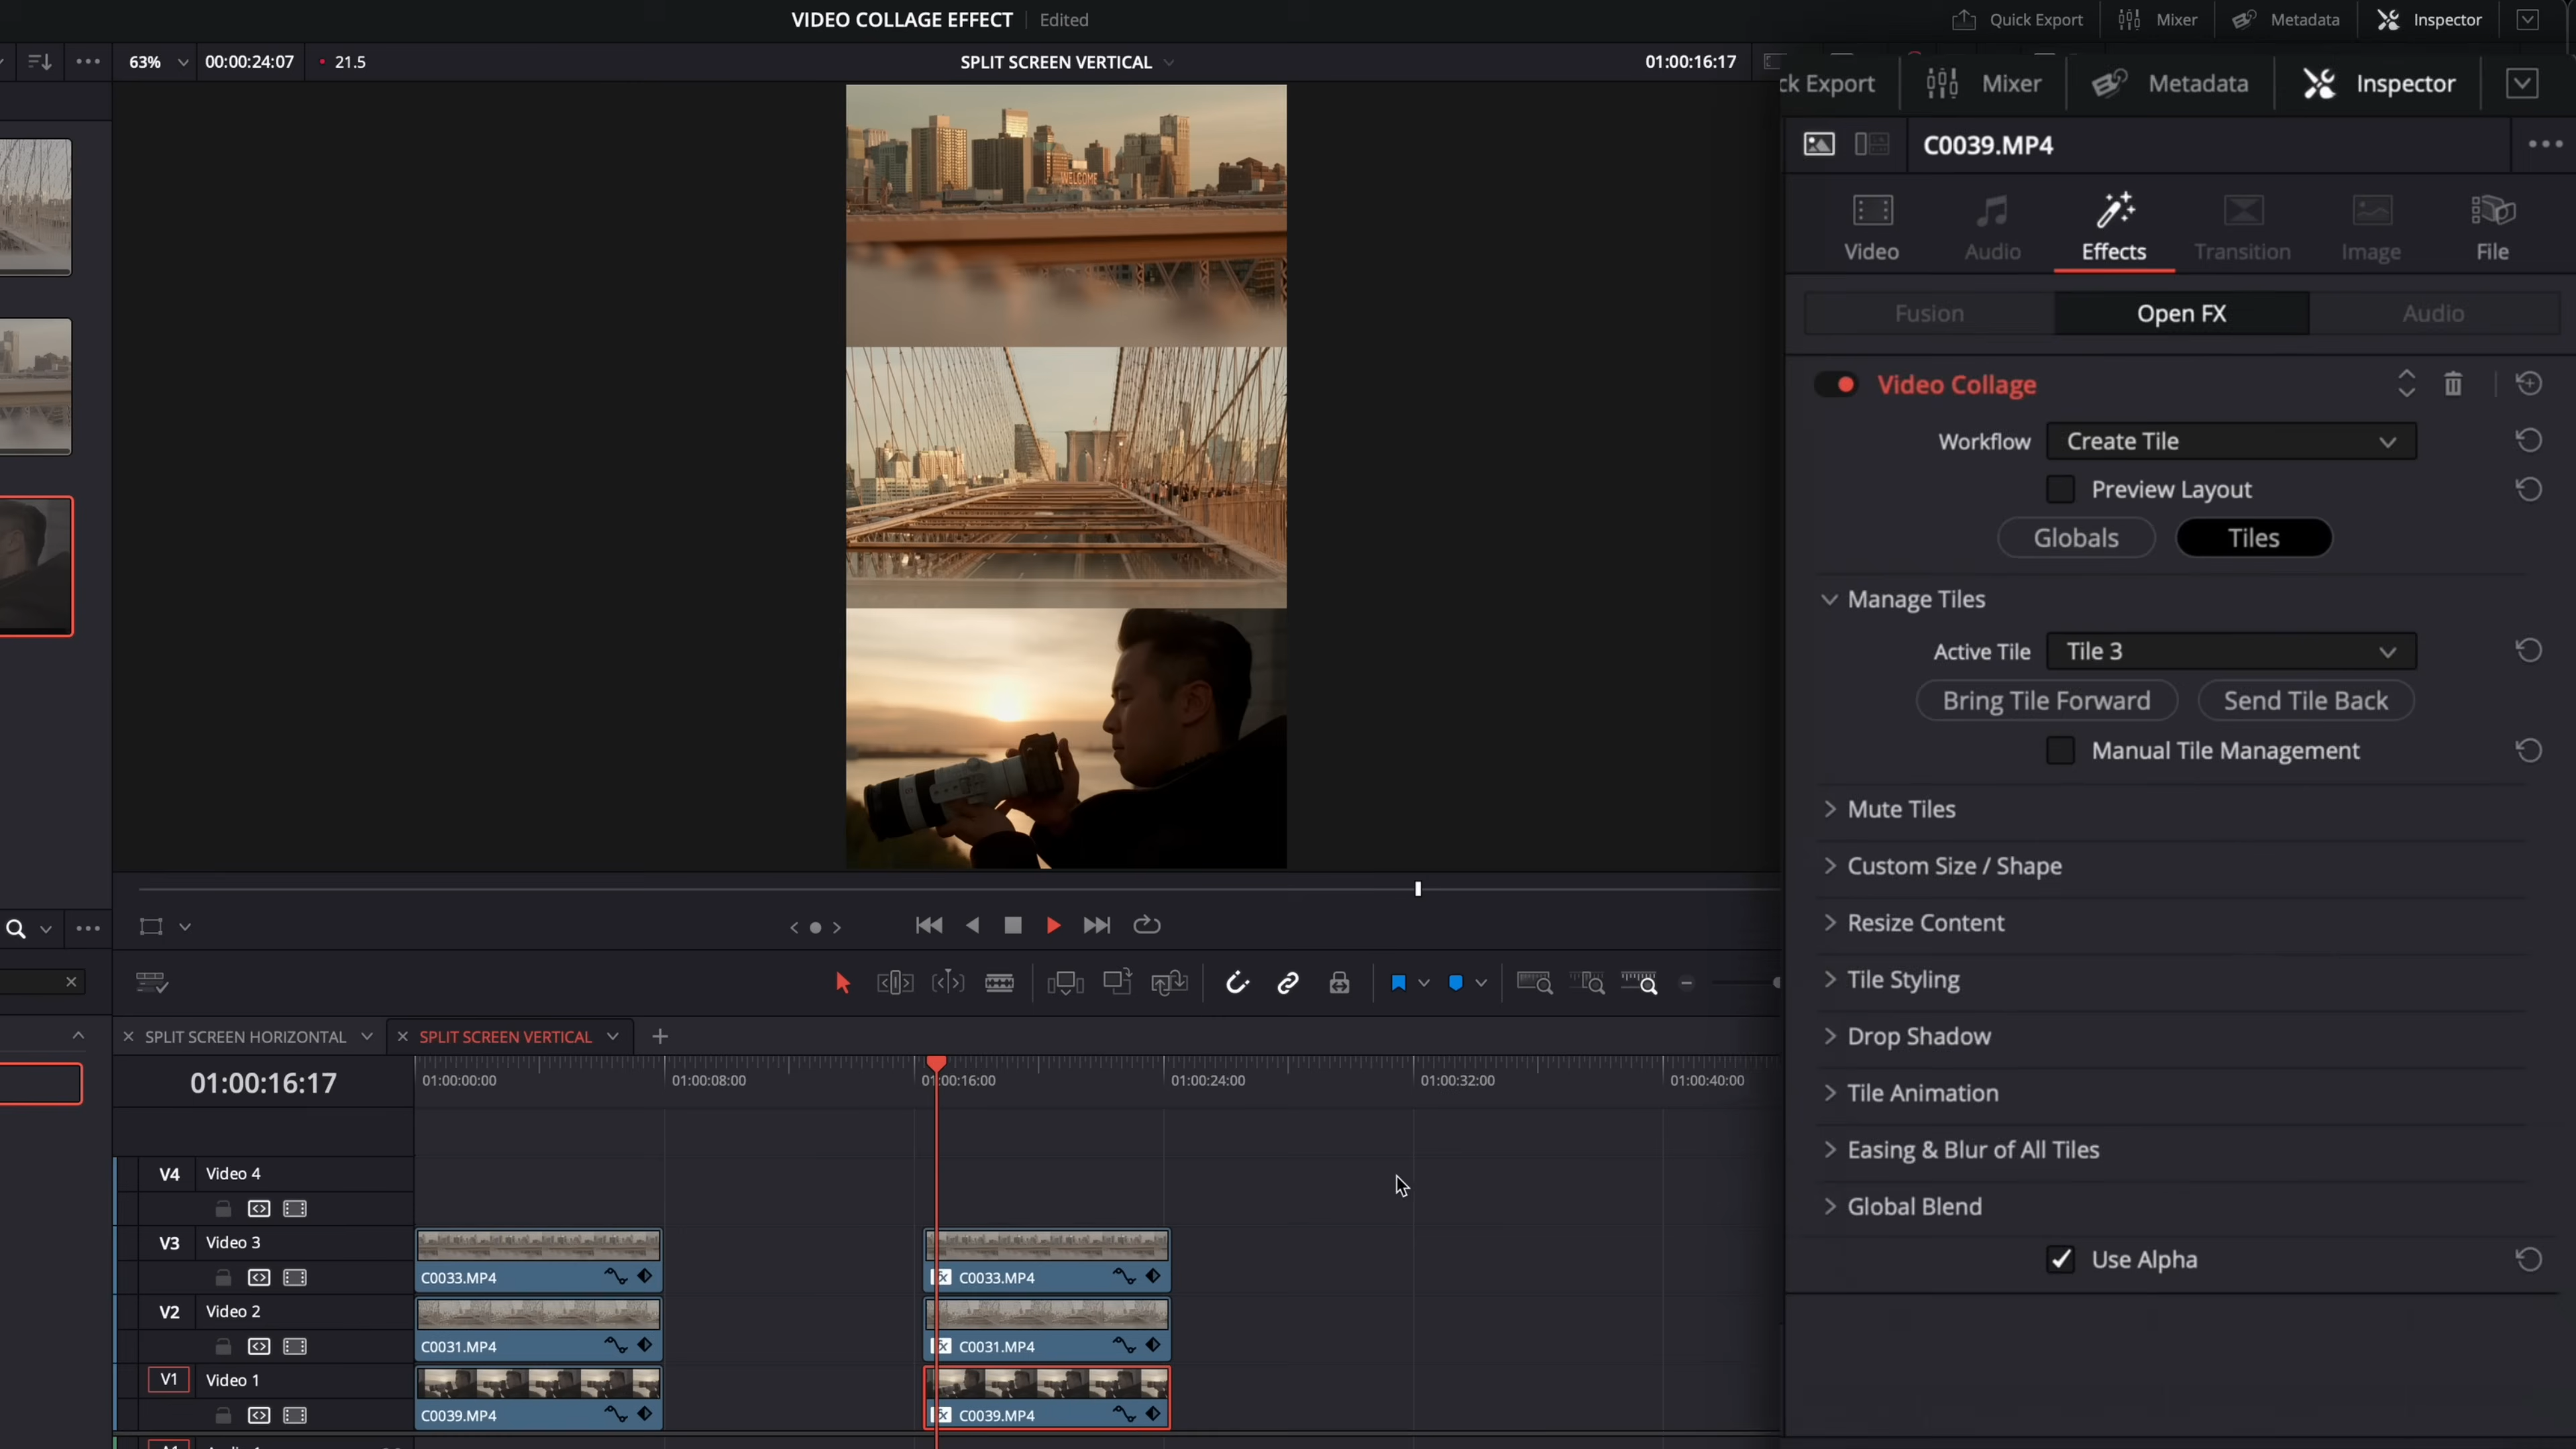 VIDEO COLLAGE EFFECT Edited
Quick Export Mixer Metadata Inspector
63% 00:00:24:07 21.5 SPLIT SCREEN VERTICAL 01:00:16:17
ck Export Mixer Metadata Inspector
WELCOME
C0039.MP4
Video Audio Effects Transition Image File
Fusion Open FX Audio
Video Collage
Workflow Create Tile
Preview Layout
Globals Tiles
Manage Tiles
Active Tile Tile 3
Bring Tile Forward Send Tile Back
Manual Tile Management
Mute Tiles
Custom Size / Shape
Resize Content
Tile Styling
Drop Shadow
Tile Animation
Easing & Blur of All Tiles
Global Blend
Use Alpha
SPLIT SCREEN HORIZONTAL SPLIT SCREEN VERTICAL
01:00:16:17 01:00:00:00 01:00:08:00 01:00:16:00 01:00:24:00 01:00:32:00 01:00:40:00
V4 Video 4
V3 Video 3
C0033.MP4 C0033.MP4
V2 Video 2
C0031.MP4 C0031.MP4
V1 Video 1
C0039.MP4 C0039.MP4